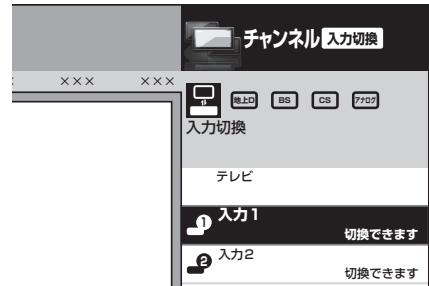 チャンネル 入力切換
××× ×××
地上D BS CS アナログ
入力切換
テレビ
1 入力1
切換できます
2 入力2
切換できます